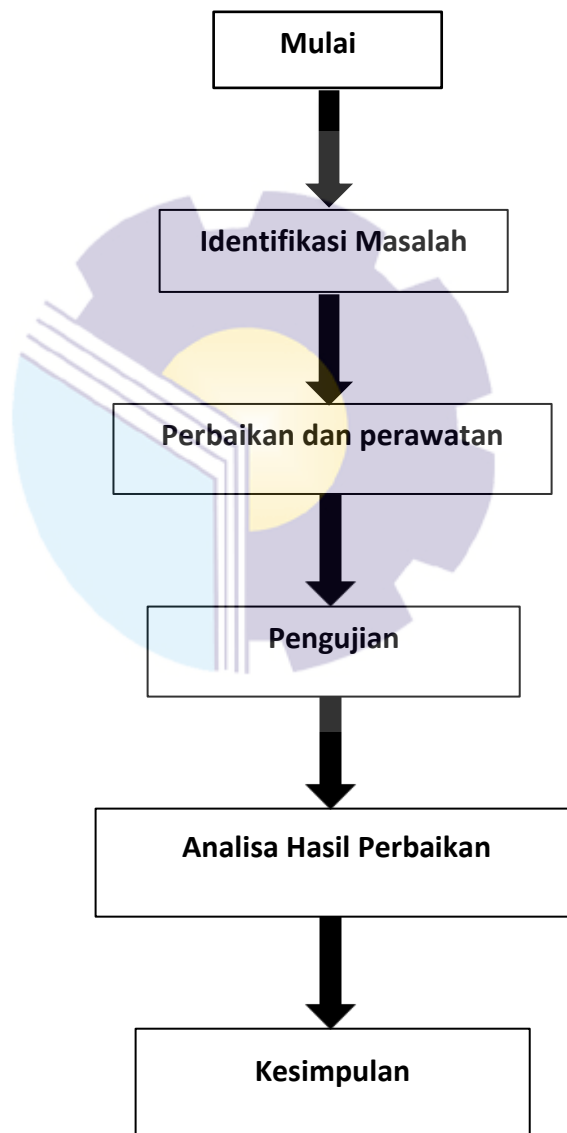 Mulai
Identifikasi Masalah
Perbaikan dan perawatan
Pengujian
Analisa Hasil Perbaikan
Kesimpulan